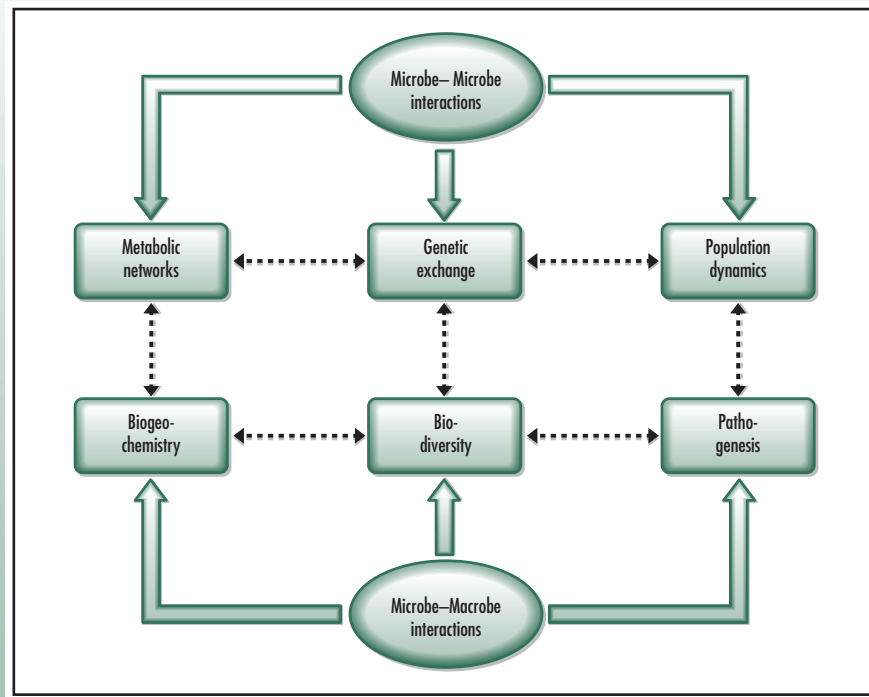 Microbe– Microbe
interactions
Metabolic
networks
Genetic
exchange
Population
dynamics
Biogeo-
chemistry
Bio-
diversity
Patho-
genesis
Microbe–Macrobe
interactions